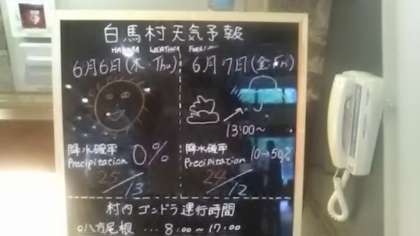 白馬村天気予報
HAKUBA WEATHER FORECAST
6月6日(木・Thu)
6月7日(金・Fri)
13:00〜
降水確率
Precipitation 0%
25/13
降水確率
Precipitation 10→50%
24/12
村内ゴンドラ運行時間
○八方尾根 ... 8:00 〜 17:00